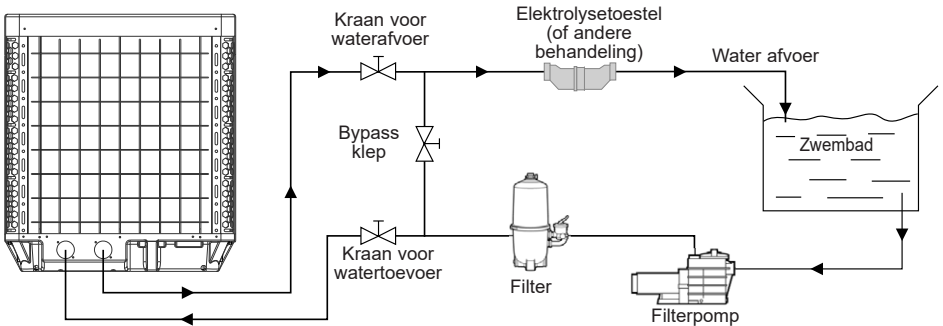 Kraan voor
waterafvoer
Elektrolysetoestel
(of andere
behandeling)
Water afvoer
Bypass
klep
Zwembad
Kraan voor
watertoevoer
Filter
Filterpomp